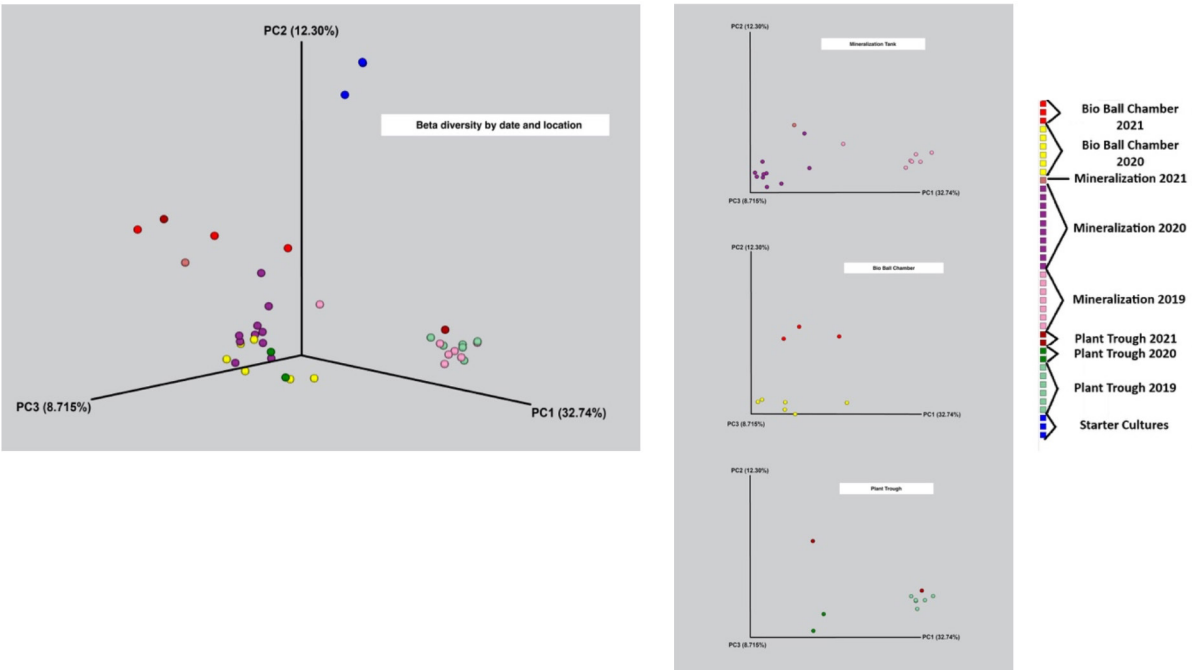 PC2 (12.30%)
Beta diversity by date and location
PC3 (8.715%)
PC1 (32.74%)
PC2 (12.30%)
Mineralization Tank
PC1 (32.74%)
PC3 (8.715%)
PC2 (12.30%)
Bio Ball Chamber
PC1 (32.74%)
PC3 (8.715%)
PC2 (12.30%)
Plant Trough
PC1 (32.74%)
PC3 (8.715%)
Bio Ball Chamber
2021
Bio Ball Chamber
2020
Mineralization 2021
Mineralization 2020
Mineralization 2019
Plant Trough 2021
Plant Trough 2020
Plant Trough 2019
Starter Cultures